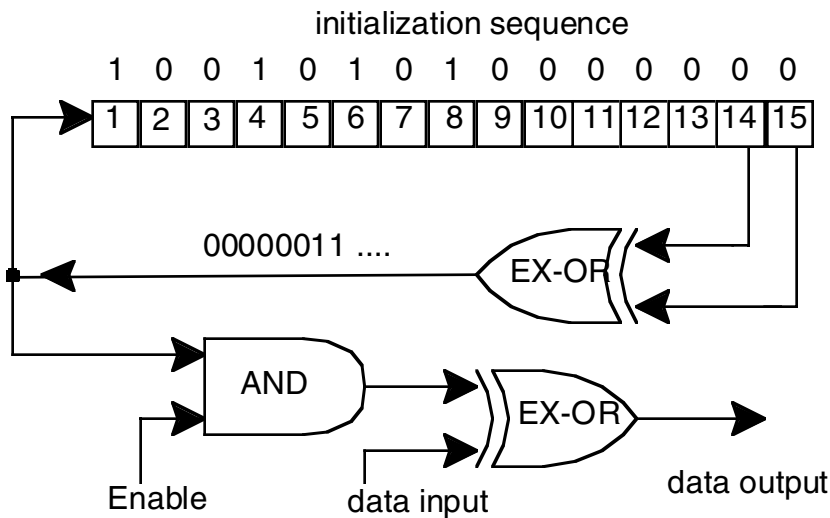 initialization sequence
1 0 0 1 0 1 0 1 0 0 0 0 0 0 0
1 2 3 4 5 6 7 8 9 10 11 12 13 14 15
00000011 ....
EX-OR
AND
EX-OR
Enable
data input
data output